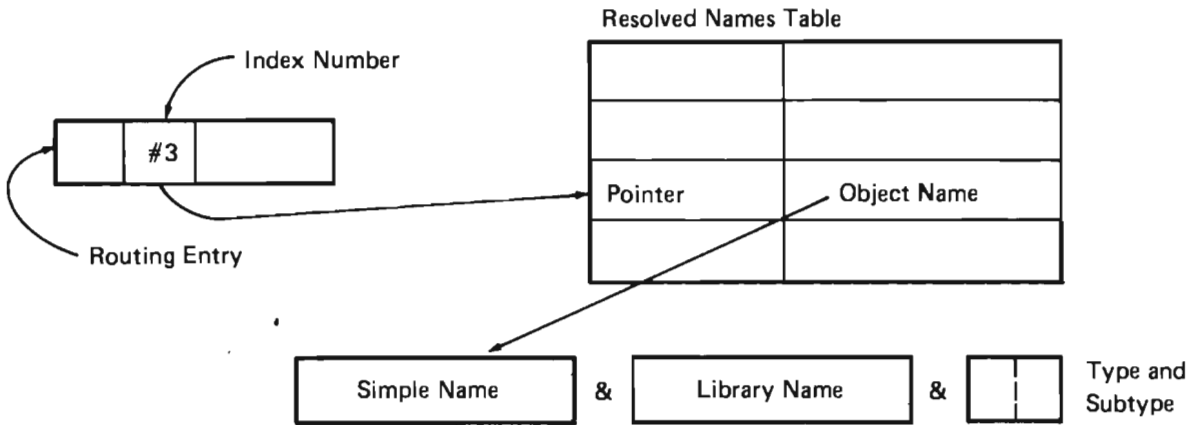 Resolved Names Table
Index Number
#3
Pointer
Object Name
Routing Entry
Simple Name
&
Library Name
&
Type and
Subtype